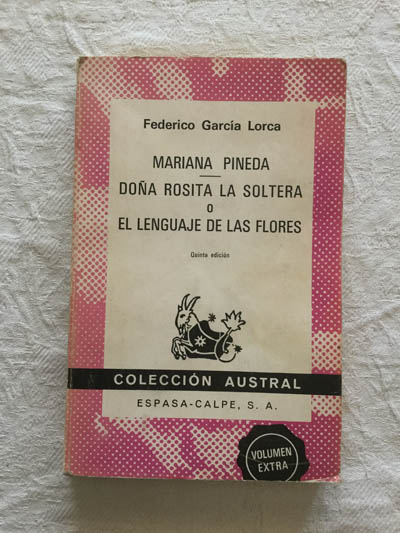 Federico García Lorca
MARIANA PINEDA
DOÑA ROSITA LA SOLTERA
o
EL LENGUAJE DE LAS FLORES
Quinta edición
COLECCIÓN AUSTRAL
ESPASA-CALPE, S. A.
VOLUMEN
EXTRA